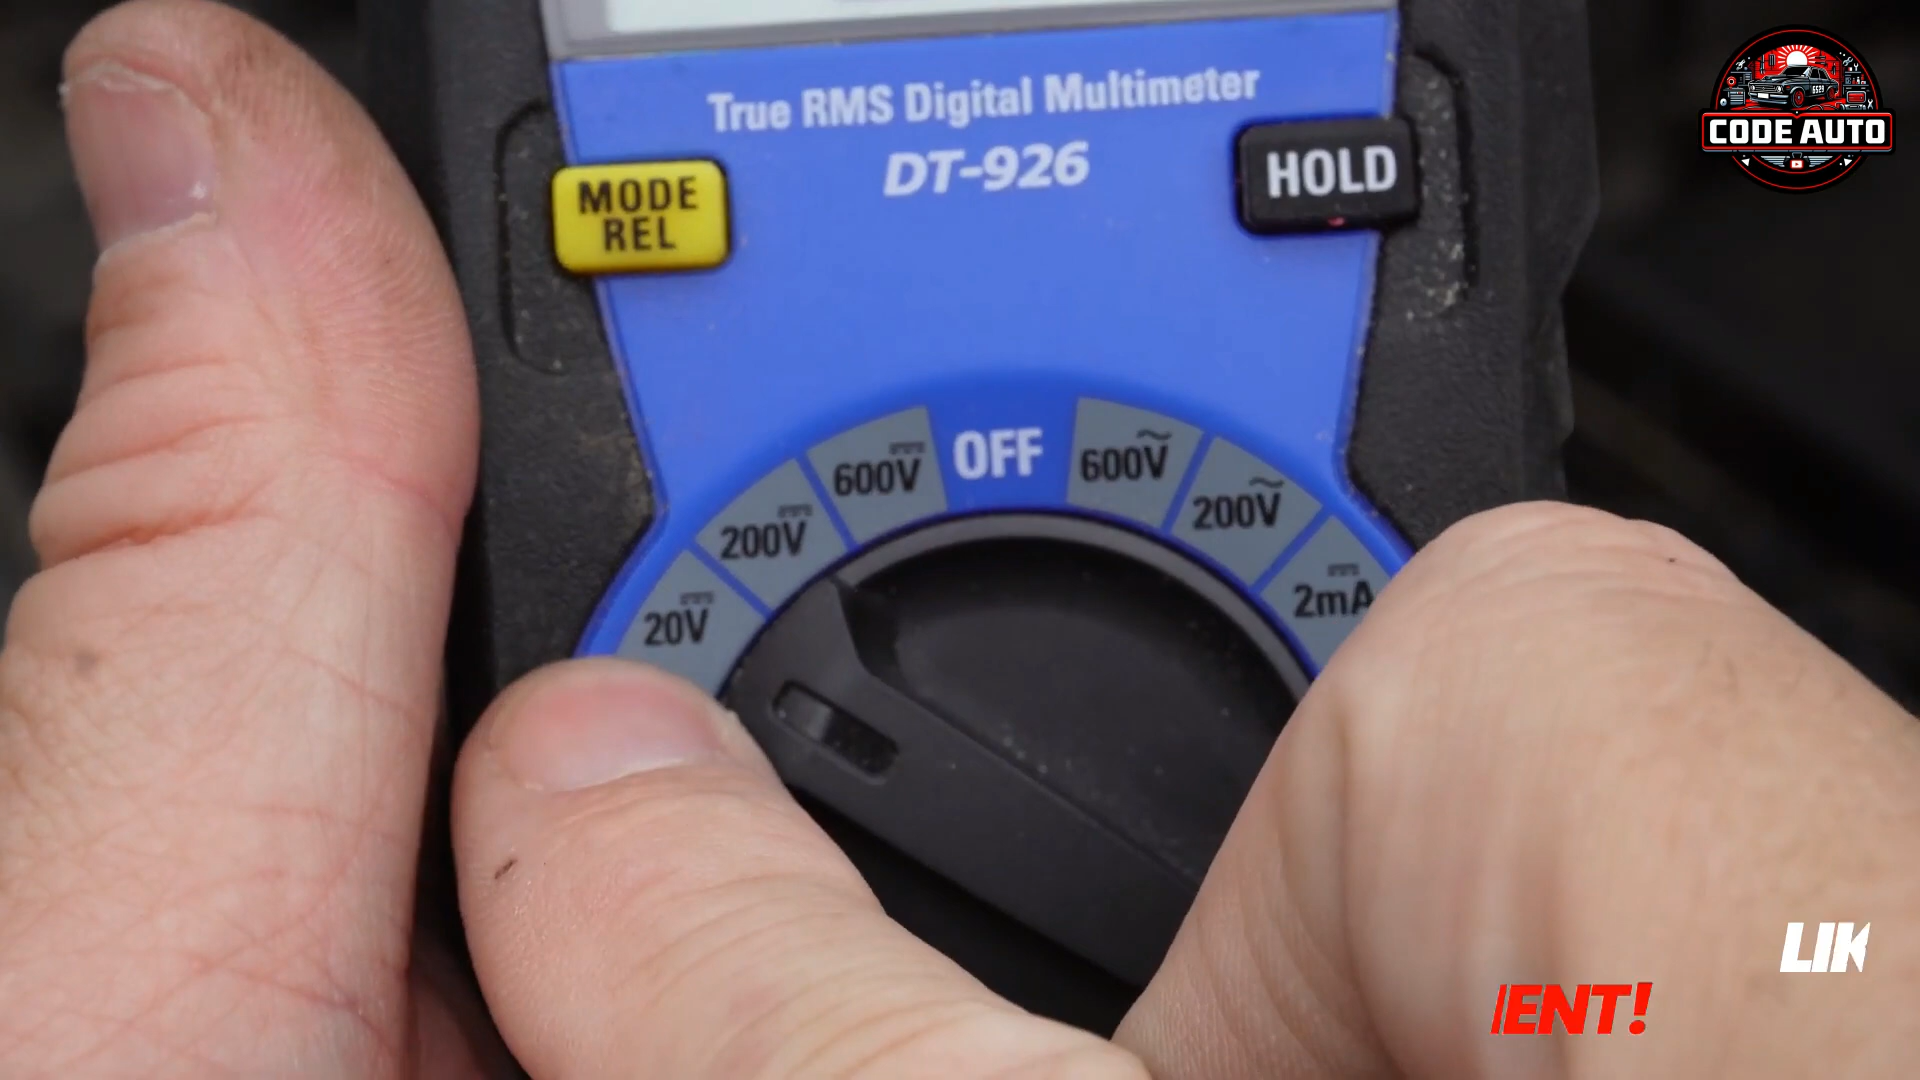 True RMS Digital Multimeter
DT-926
MODE
REL
HOLD
OFF
600V
200V
20V
600V
200V
2mA
CODE AUTO
LIK
ENT!